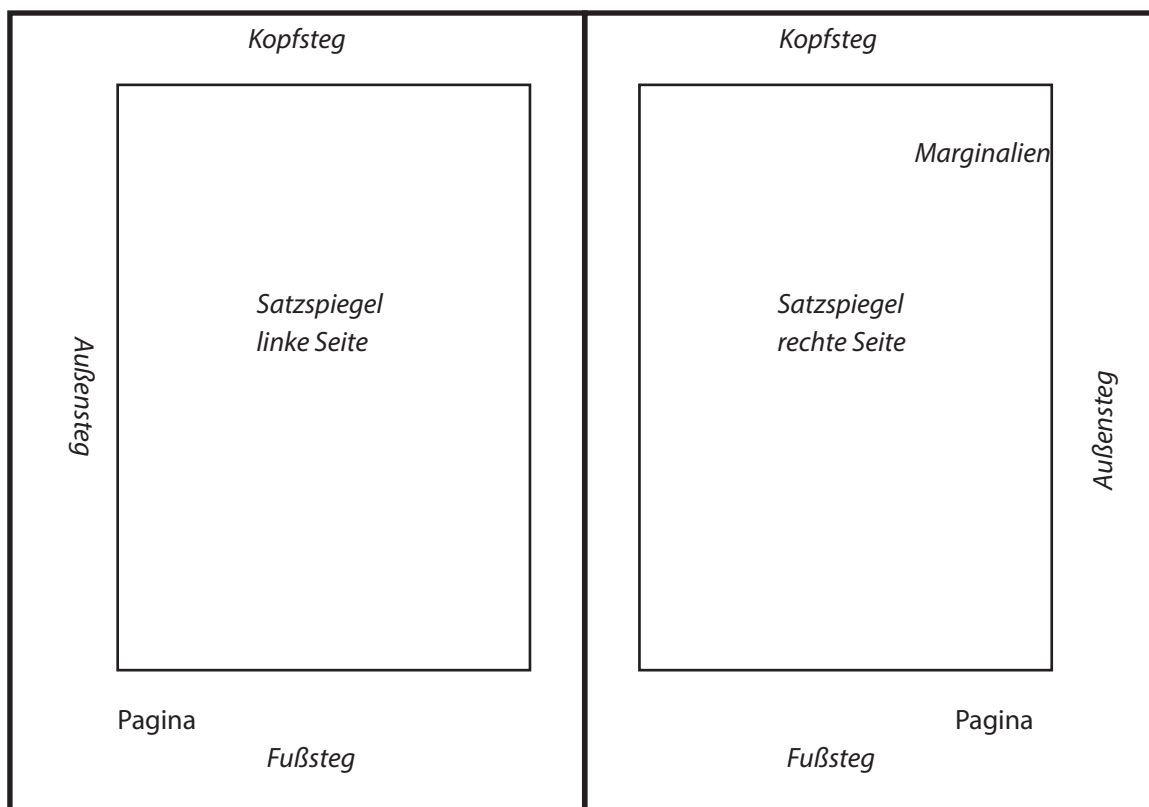 Kopfsteg
Kopfsteg
Marginalien
Satzspiegel
linke Seite
Satzspiegel
rechte Seite
Außensteg
Außensteg
Pagina
Pagina
Fußsteg
Fußsteg